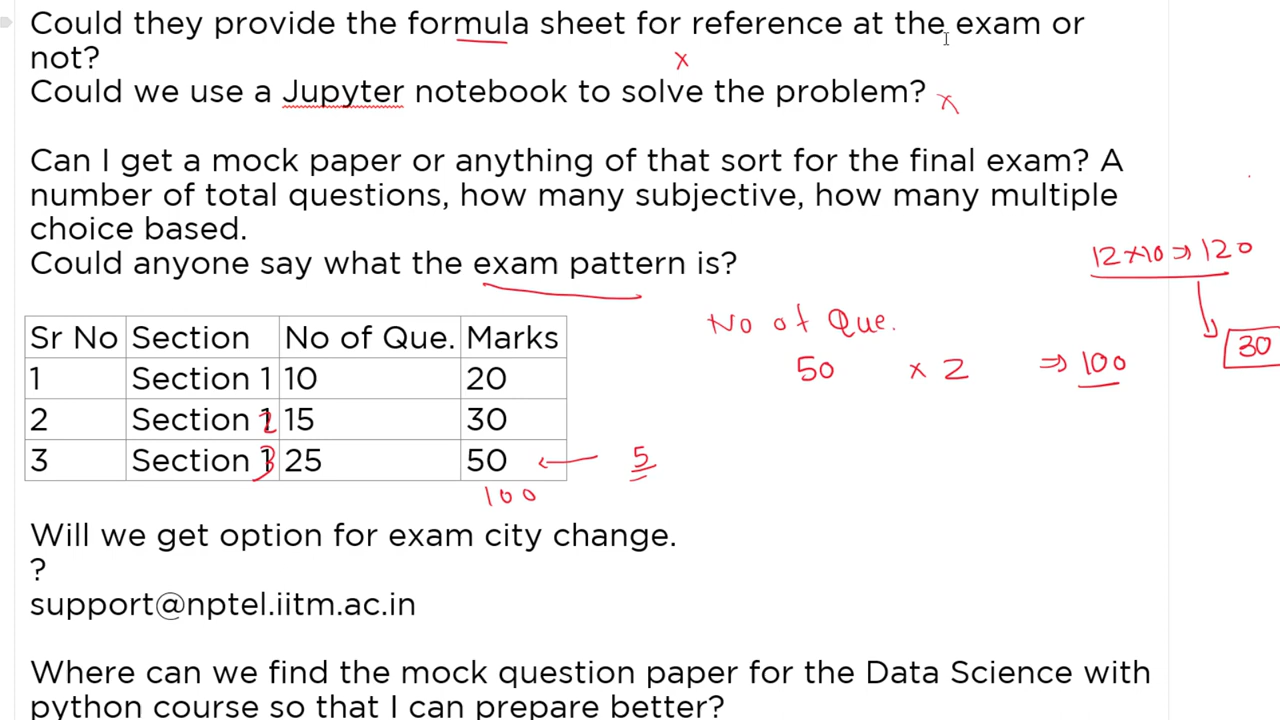 Could they provide the formula sheet for reference at the exam or
not?
x
Could we use a Jupyter notebook to solve the problem? x
Can I get a mock paper or anything of that sort for the final exam? A
number of total questions, how many subjective, how many multiple
choice based.
Could anyone say what the exam pattern is?
12 x 10 ⇒ 120
30
No of Que.
50 x 2 ⇒ 100
Sr No Section No of Que. Marks
1 Section 1 10 20
2 Section 2 15 30
3 Section 3 25 50 ← 5
100
Will we get option for exam city change.
?
support@nptel.iitm.ac.in
Where can we find the mock question paper for the Data Science with
python course so that I can prepare better?